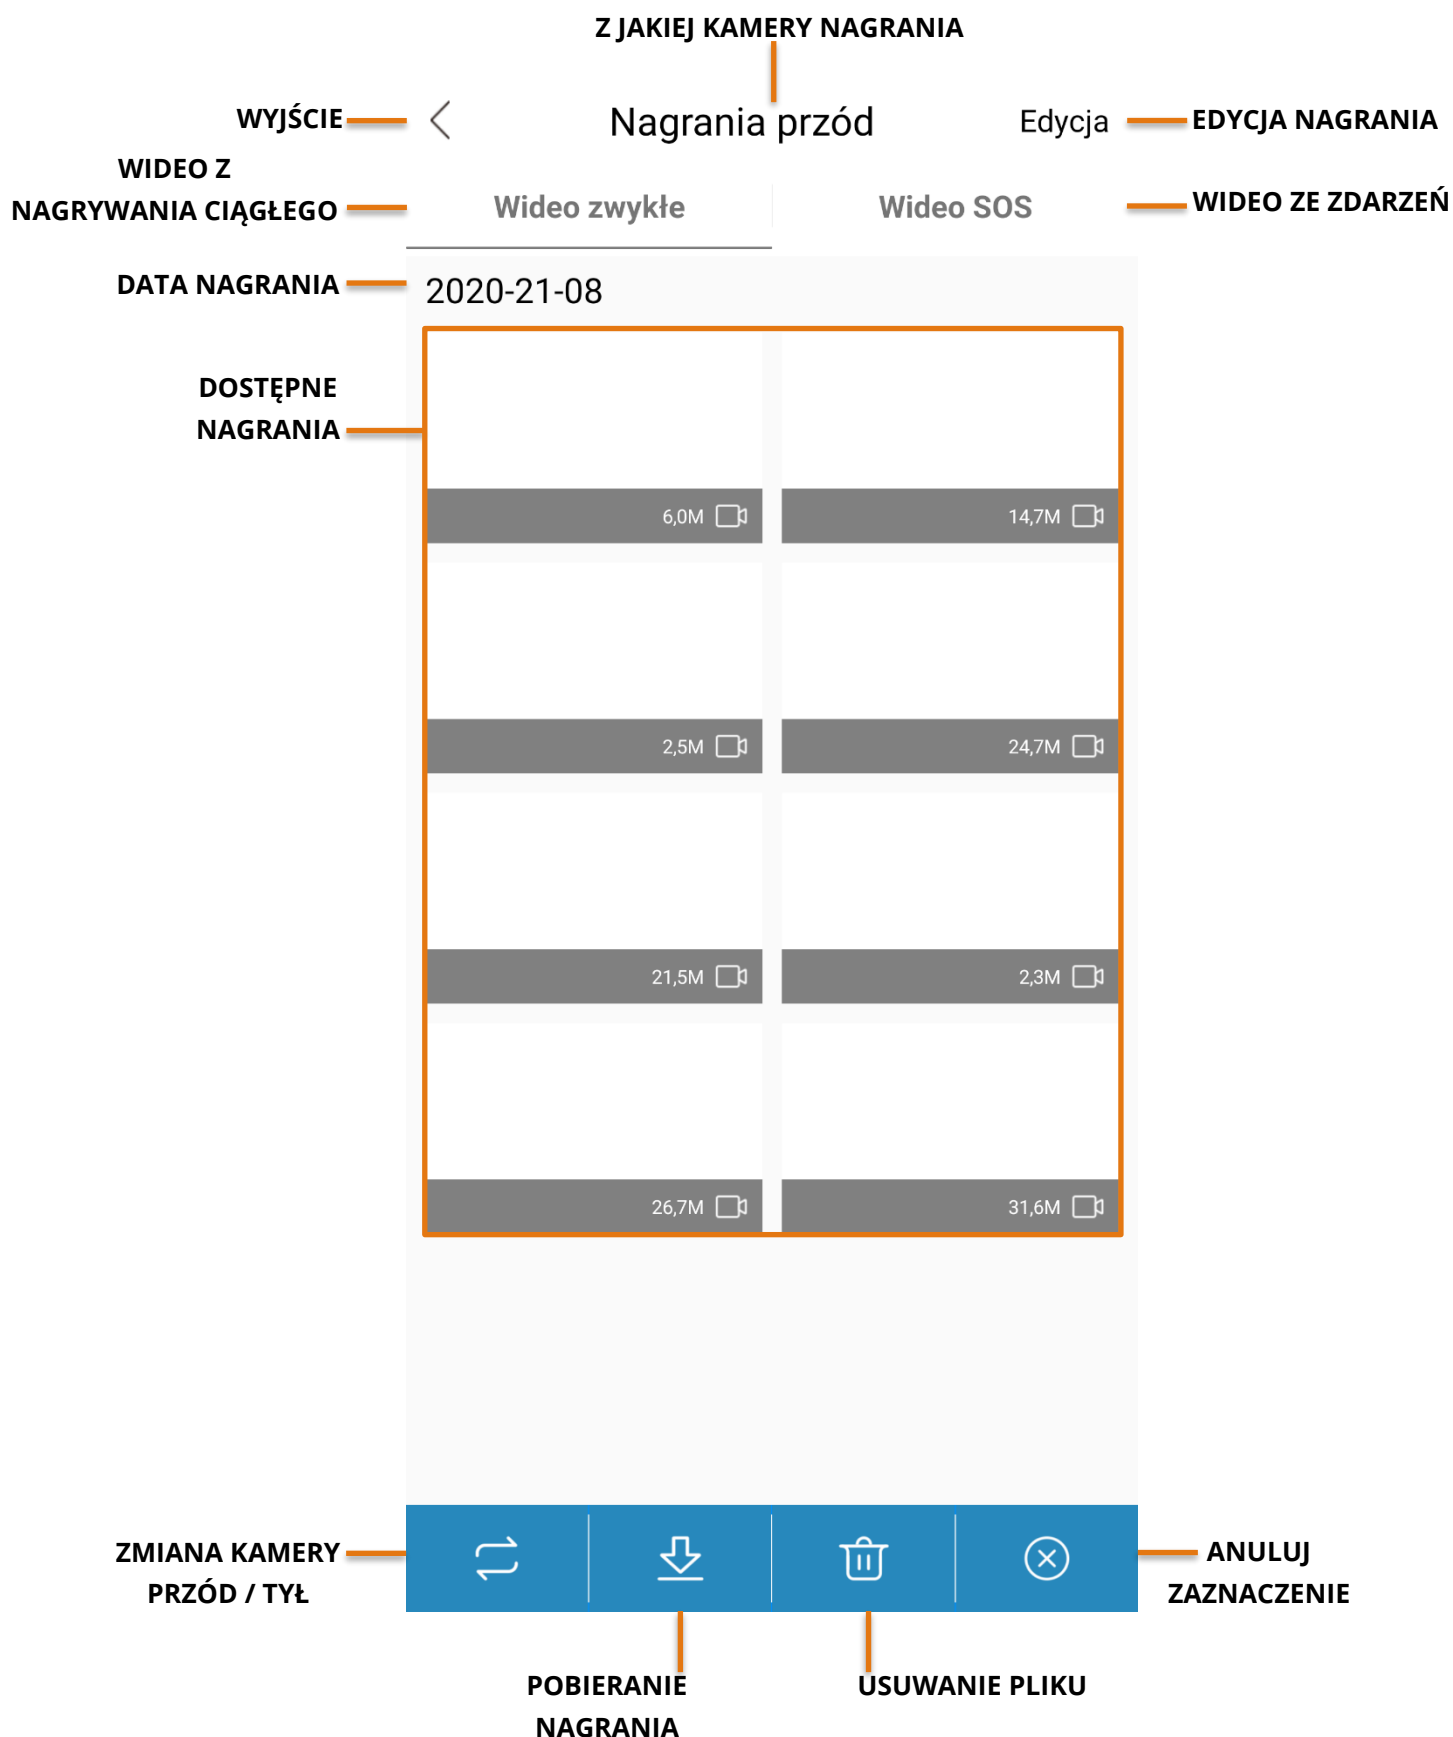 Z JAKIEJ KAMERY NAGRANIA
WYJŚCIE
Nagrania przód
Edycja
EDYCJA NAGRANIA
WIDEO Z
NAGRYWANIA CIĄGŁEGO
Wideo zwykłe
Wideo SOS
WIDEO ZE ZDARZEŃ
DATA NAGRANIA
2020-21-08
DOSTĘPNE
NAGRANIA
6,0M
14,7M
2,5M
24,7M
21,5M
2,3M
26,7M
31,6M
ZMIANA KAMERY
PRZÓD / TYŁ
ANULUJ
ZAZNACZENIE
POBIERANIE
NAGRANIA
USUWANIE PLIKU